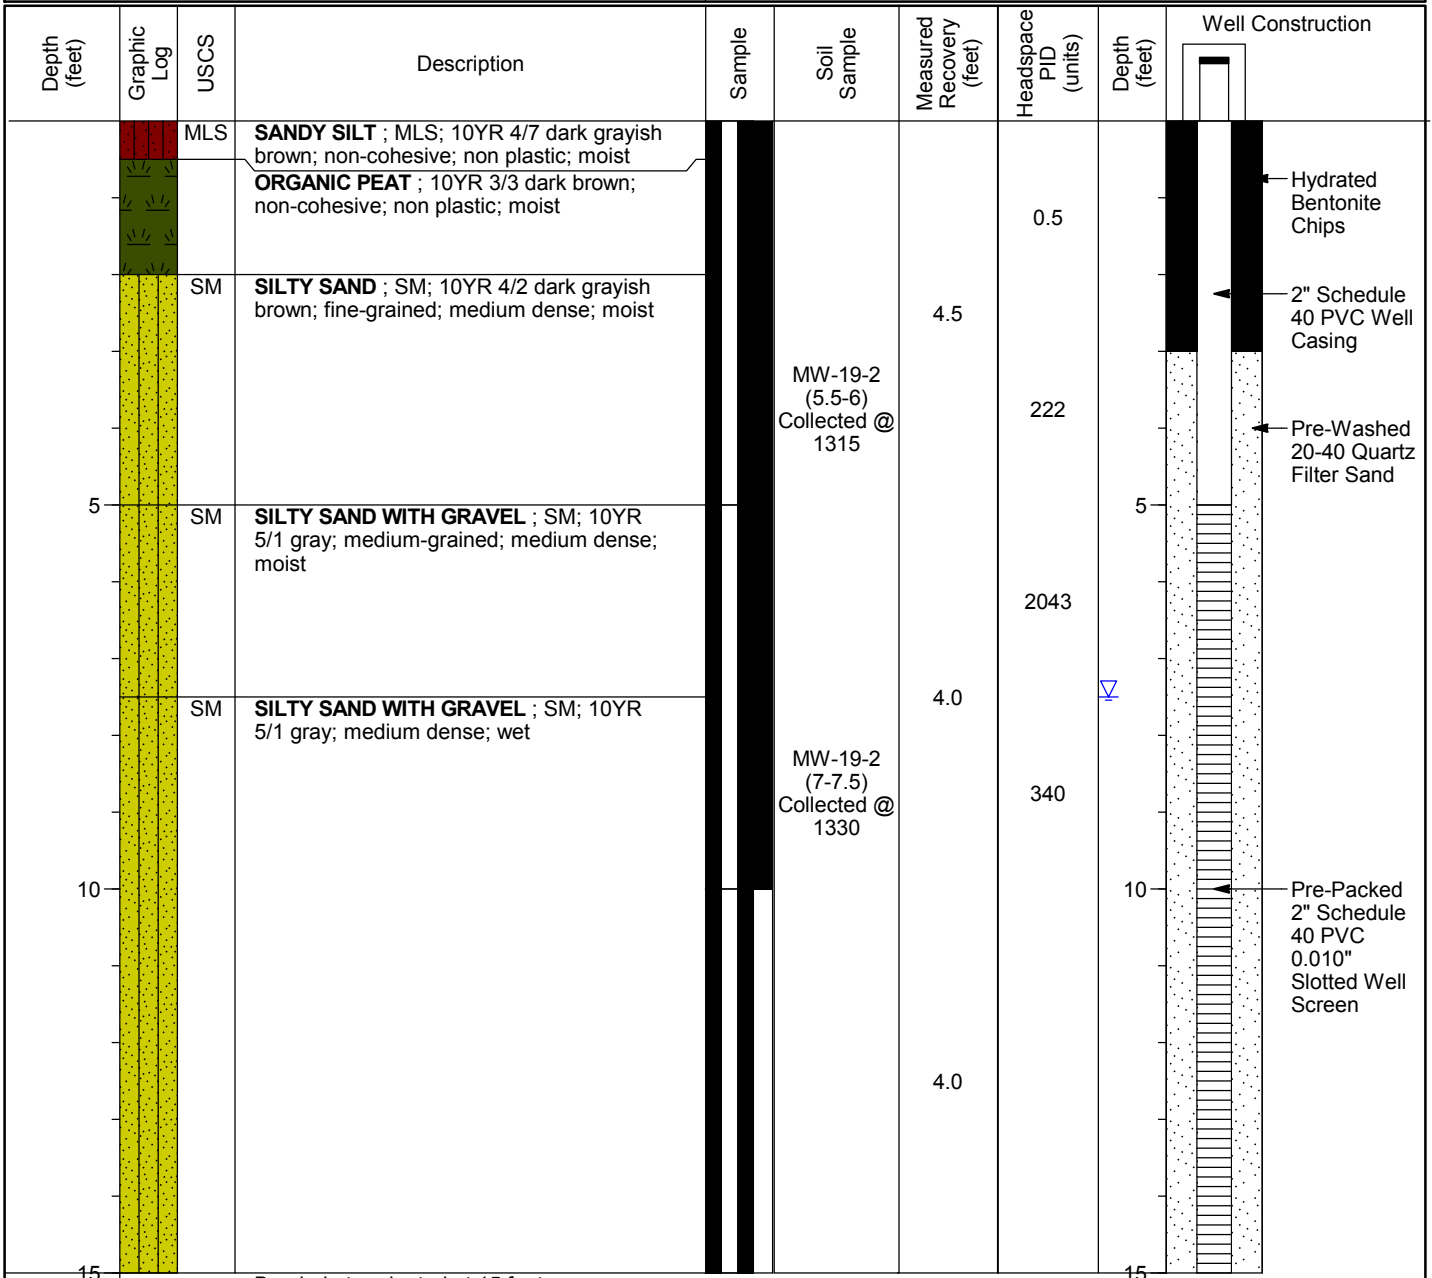 Depth
(feet)
Graphic
Log
USCS
Description
Sample
Soil
Sample
Measured
Recovery
(feet)
Headspace
PID
(units)
Depth
(feet)
Well Construction
MLS
SANDY SILT ; MLS; 10YR 4/7 dark grayish
brown; non-cohesive; non plastic; moist
ORGANIC PEAT ; 10YR 3/3 dark brown;
non-cohesive; non plastic; moist
0.5
Hydrated
Bentonite
Chips
SM
SILTY SAND ; SM; 10YR 4/2 dark grayish
brown; fine-grained; medium dense; moist
4.5
2" Schedule
40 PVC Well
Casing
MW-19-2
(5.5-6)
Collected @
1315
222
Pre-Washed
20-40 Quartz
Filter Sand
5
SM
SILTY SAND WITH GRAVEL ; SM; 10YR
5/1 gray; medium-grained; medium dense;
moist
5
2043
4.0
SM
SILTY SAND WITH GRAVEL ; SM; 10YR
5/1 gray; medium dense; wet
MW-19-2
(7-7.5)
Collected @
1330
340
10
10
Pre-Packed
2" Schedule
40 PVC
0.010"
Slotted Well
Screen
4.0
15
15